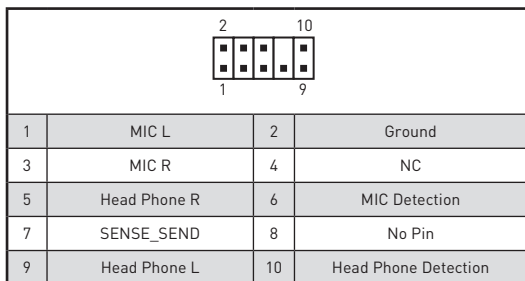 2 10
1 9
1 MIC L 2 Ground
3 MIC R 4 NC
5 Head Phone R 6 MIC Detection
7 SENSE_SEND 8 No Pin
9 Head Phone L 10 Head Phone Detection